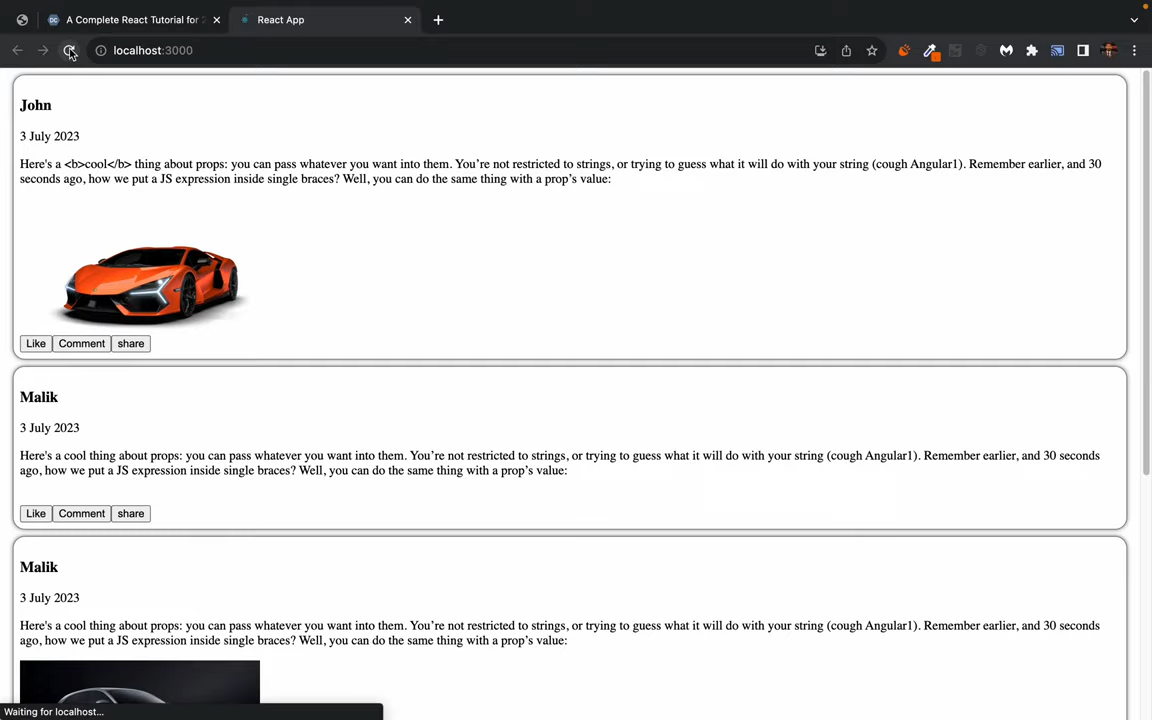 A Complete React Tutorial for 2
React App
localhost:3000
John
3 July 2023
Here's a <b>cool</b> thing about props: you can pass whatever you want into them. You’re not restricted to strings, or trying to guess what it will do with your string (cough Angular1). Remember earlier, and 30
seconds ago, how we put a JS expression inside single braces? Well, you can do the same thing with a prop’s value:
Like Comment share
Malik
3 July 2023
Here's a cool thing about props: you can pass whatever you want into them. You’re not restricted to strings, or trying to guess what it will do with your string (cough Angular1). Remember earlier, and 30 seconds
ago, how we put a JS expression inside single braces? Well, you can do the same thing with a prop’s value:
Like Comment share
Malik
3 July 2023
Here's a cool thing about props: you can pass whatever you want into them. You’re not restricted to strings, or trying to guess what it will do with your string (cough Angular1). Remember earlier, and 30 seconds
ago, how we put a JS expression inside single braces? Well, you can do the same thing with a prop’s value:
Waiting for localhost...